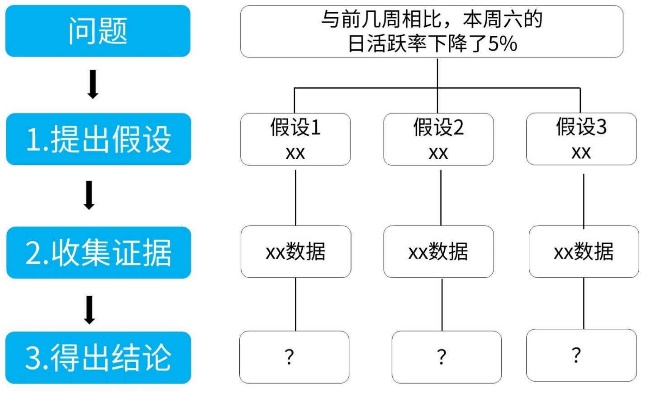 问题
与前几周相比，本周六的
日活跃率下降了5%
1.提出假设
假设1
xx
假设2
xx
假设3
xx
2.收集证据
xx数据
xx数据
xx数据
3.得出结论
？
？
？